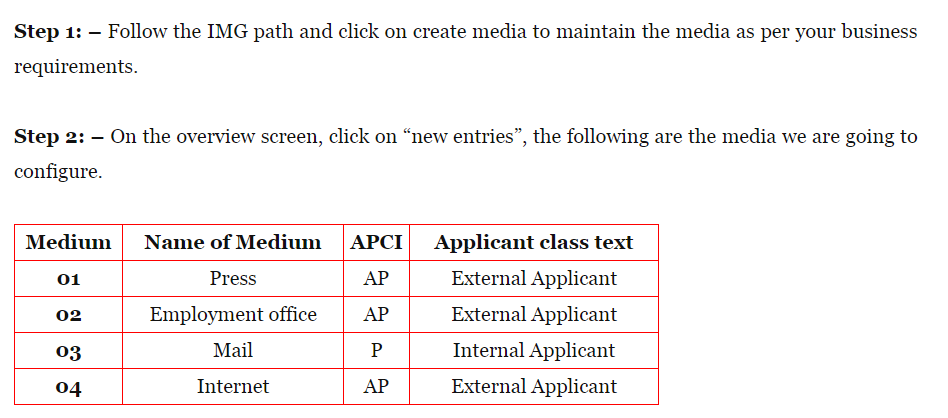 Step 1: – Follow the IMG path and click on create media to maintain the media as per your business
requirements.
Step 2: – On the overview screen, click on “new entries”, the following are the media we are going to
configure.
Medium Name of Medium APCI Applicant class text
01 Press AP External Applicant
02 Employment office AP External Applicant
03 Mail P Internal Applicant
04 Internet AP External Applicant